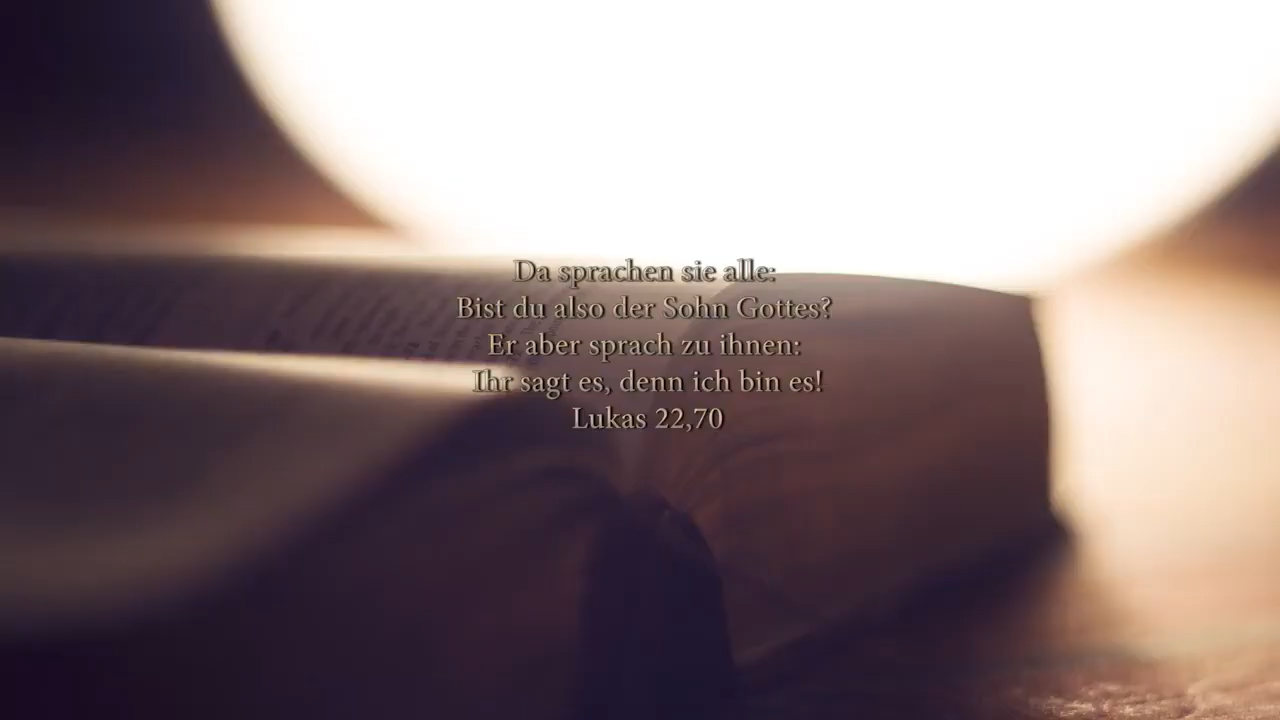 Da sprachen sie alle:
Bist du also der Sohn Gottes?
Er aber sprach zu ihnen:
Ihr sagt es, denn ich bin es!
Lukas 22,70